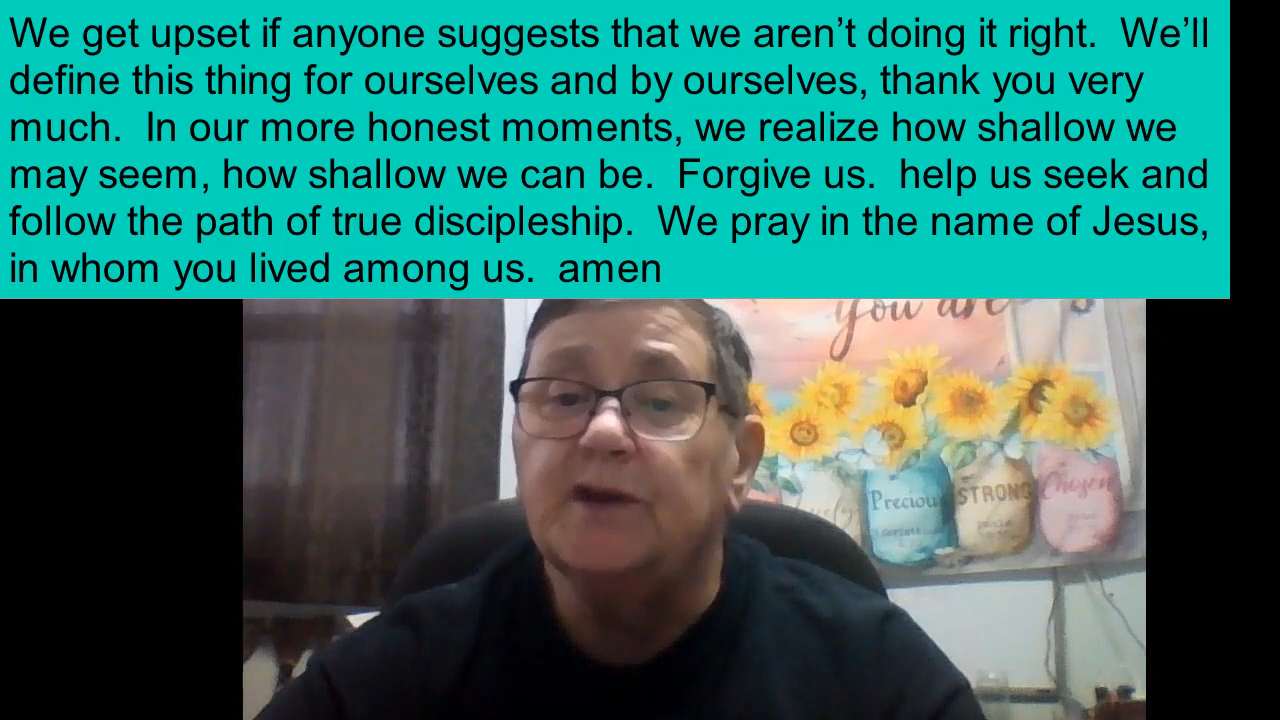 We get upset if anyone suggests that we aren’t doing it right.  We’ll
define this thing for ourselves and by ourselves, thank you very
much.  In our more honest moments, we realize how shallow we
may seem, how shallow we can be.  Forgive us.  help us seek and
follow the path of true discipleship.  We pray in the name of Jesus,
in whom you lived among us.  amen
you are
Precious
STRONG
Chosen